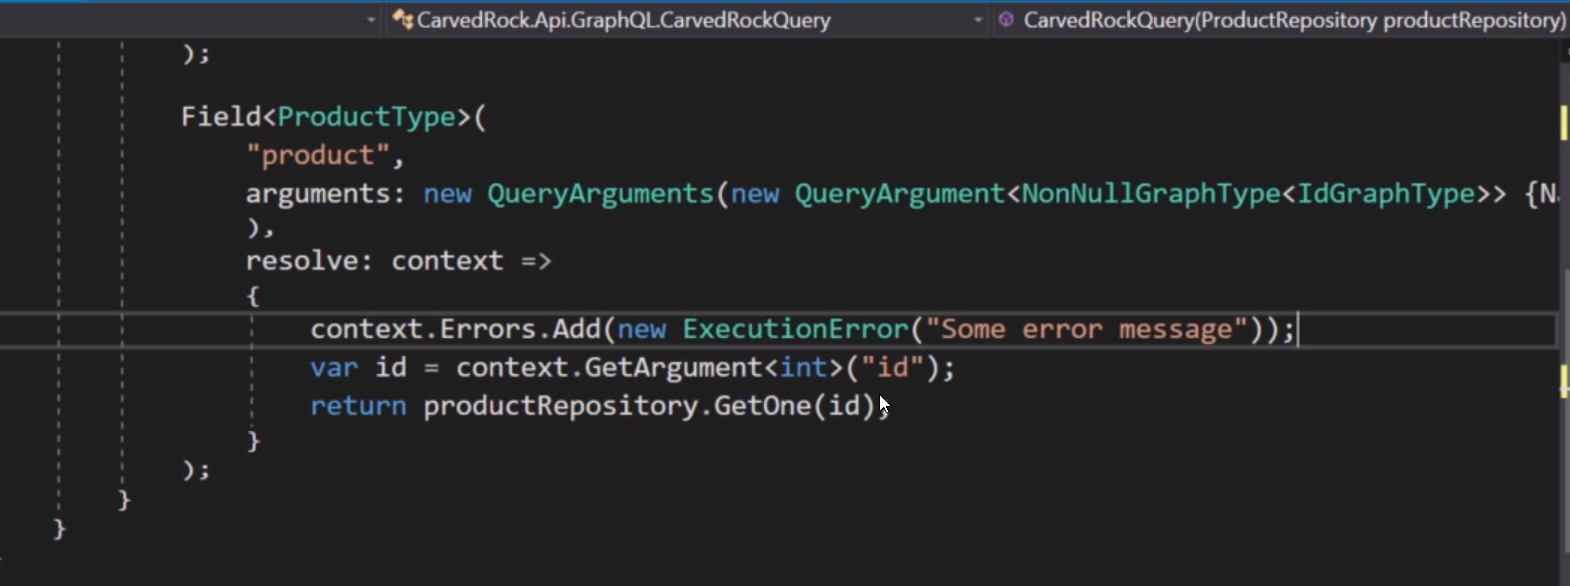 CarvedRock.Api.GraphQL.CarvedRockQuery CarvedRockQuery(ProductRepository productRepository)
);
Field<ProductType>(
"product",
arguments: new QueryArguments(new QueryArgument<NonNullGraphType<IdGraphType>> {N
),
resolve: context =>
{
context.Errors.Add(new ExecutionError("Some error message"));
var id = context.GetArgument<int>("id");
return productRepository.GetOne(id);
}
);
}
}